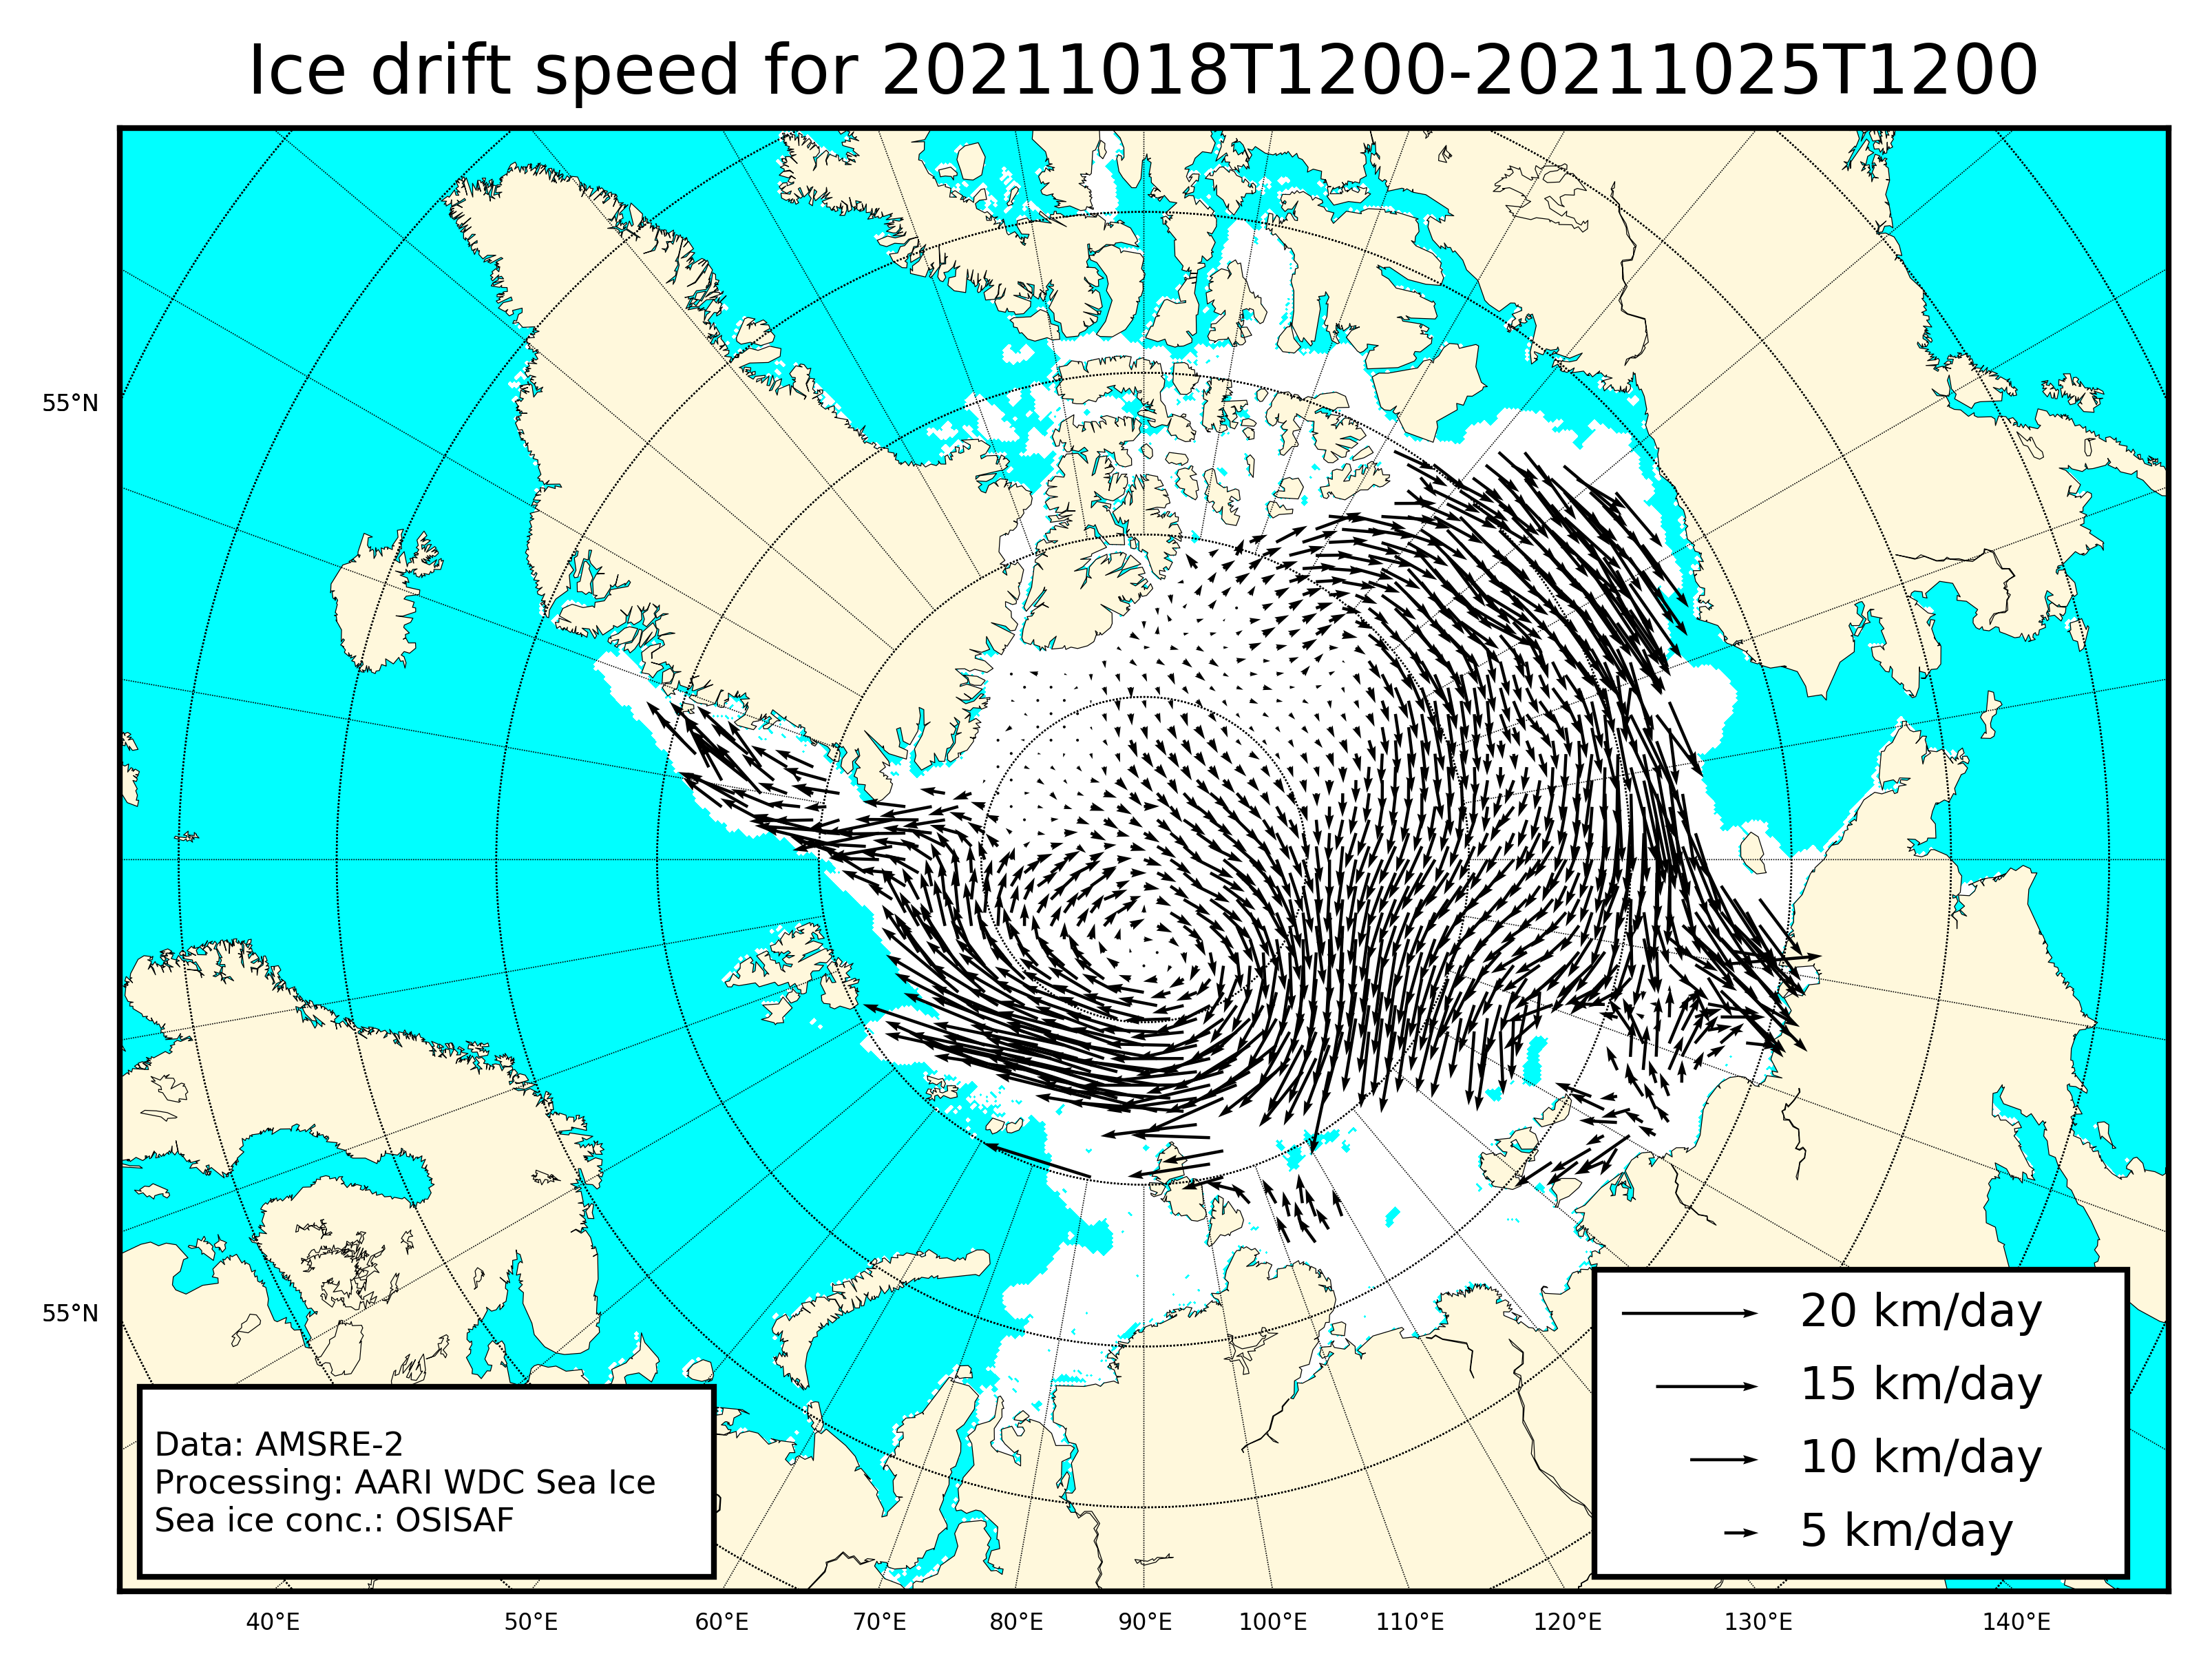 Ice drift speed for 20211018T1200-20211025T1200
55°N
55°N
20 km/day
15 km/day
10 km/day
5 km/day
Data: AMSRE-2
Processing: AARI WDC Sea Ice
Sea ice conc.: OSISAF
40°E 50°E 60°E 70°E 80°E 90°E 100°E 110°E 120°E 130°E 140°E